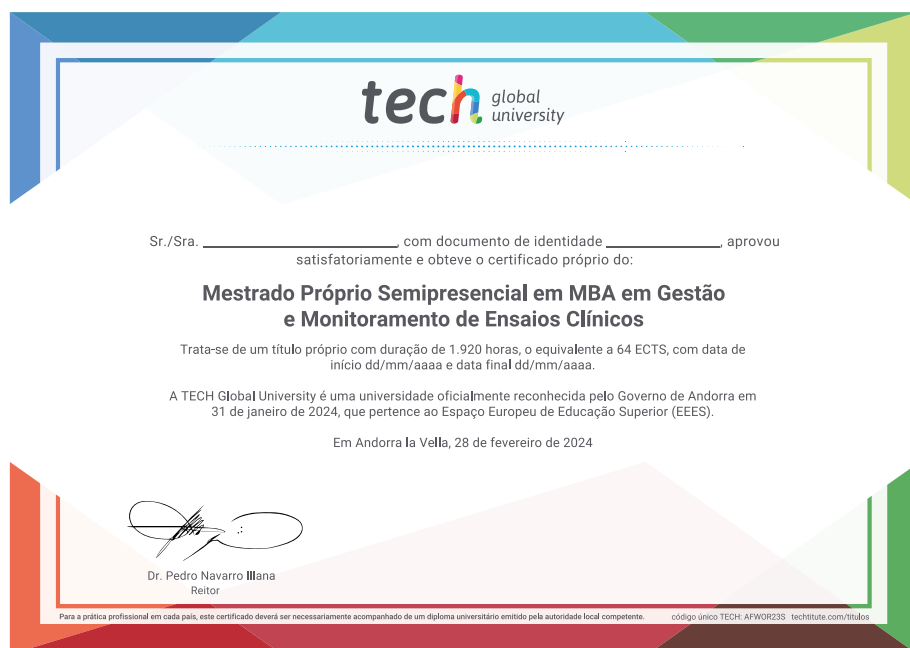 tech global university
Sr./Sra. ____________________, com documento de identidade ____________, aprovou
satisfatoriamente e obteve o certificado próprio do:
Mestrado Próprio Semipresencial em MBA em Gestão
e Monitoramento de Ensaios Clínicos
Trata-se de um título próprio com duração de 1.920 horas, o equivalente a 64 ECTS, com data de
início dd/mm/aaaa e data final dd/mm/aaaa.
A TECH Global University é uma universidade oficialmente reconhecida pelo Governo de Andorra em
31 de janeiro de 2024, que pertence ao Espaço Europeu de Educação Superior (EEES).
Em Andorra la Vella, 28 de fevereiro de 2024
Dr. Pedro Navarro Illana
Reitor
Para a prática profissional em cada país, este certificado deverá ser necessariamente acompanhado de um diploma universitário emitido pela autoridade local competente. código único TECH: AFWOR23S techtitute.com/titulos